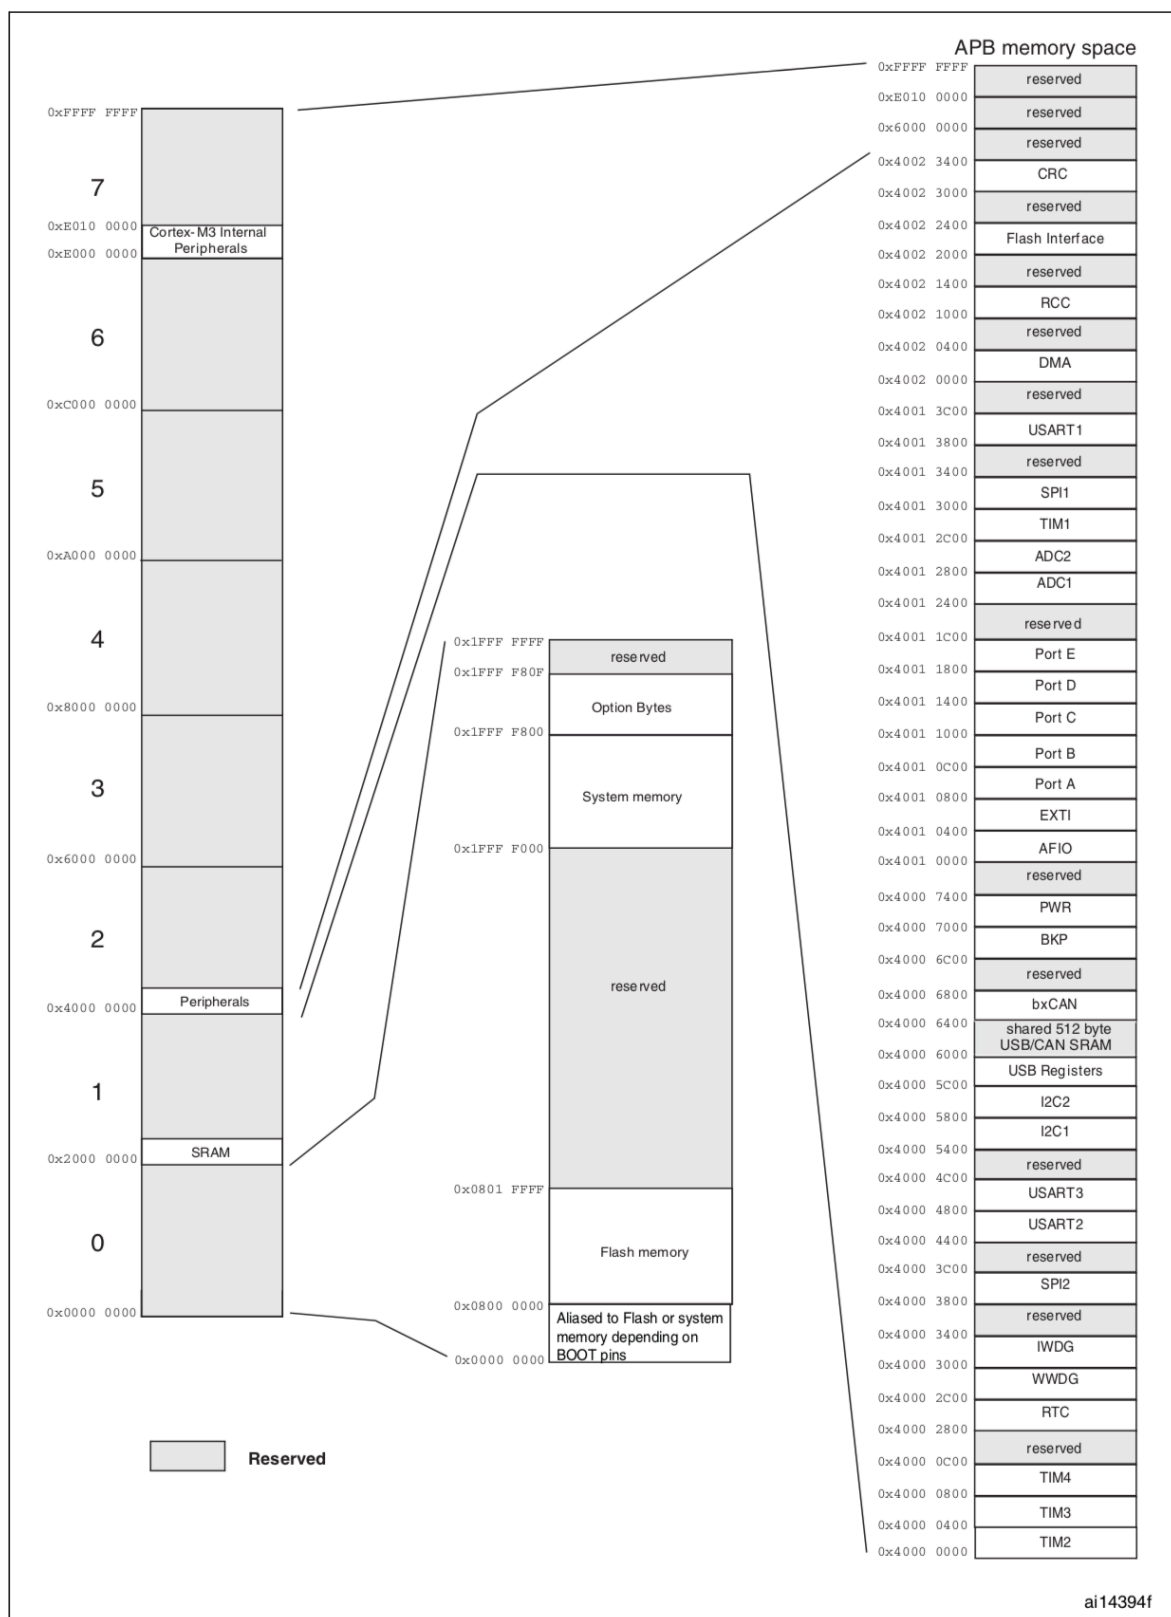 APB memory space
0xFFFF FFFF
reserved
0xE010 0000
reserved
0x6000 0000
reserved
0x4002 3400
CRC
0x4002 3000
reserved
0x4002 2400
Flash Interface
0x4002 2000
reserved
0x4002 1400
RCC
0x4002 1000
reserved
0x4002 0400
DMA
0x4002 0000
reserved
0x4001 3C00
USART1
0x4001 3800
reserved
0x4001 3400
SPI1
0x4001 3000
TIM1
0x4001 2C00
ADC2
0x4001 2800
ADC1
0x4001 2400
reserved
0x4001 1C00
Port E
0x4001 1800
Port D
0x4001 1400
Port C
0x4001 1000
Port B
0x4001 0C00
Port A
0x4001 0800
EXTI
0x4001 0400
AFIO
0x4001 0000
reserved
0x4000 7400
PWR
0x4000 7000
BKP
0x4000 6C00
reserved
0x4000 6800
bxCAN
0x4000 6400
shared 512 byte
USB/CAN SRAM
0x4000 6000
USB Registers
0x4000 5C00
I2C2
0x4000 5800
I2C1
0x4000 5400
reserved
0x4000 4C00
USART3
0x4000 4800
USART2
0x4000 4400
reserved
0x4000 3C00
SPI2
0x4000 3800
reserved
0x4000 3400
IWDG
0x4000 3000
WWDG
0x4000 2C00
RTC
0x4000 2800
reserved
0x4000 0C00
TIM4
0x4000 0800
TIM3
0x4000 0400
TIM2
0x4000 0000
0xFFFF FFFF
7
0xE010 0000
Cortex-M3 Internal
Peripherals
0xE000 0000
6
0xC000 0000
5
0xA000 0000
4
0x8000 0000
3
0x6000 0000
2
Peripherals
0x4000 0000
1
SRAM
0x2000 0000
0
0x0000 0000
0x1FFF FFFF
reserved
0x1FFF F80F
Option Bytes
0x1FFF F800
System memory
0x1FFF F000
reserved
0x0801 FFFF
Flash memory
0x0800 0000
Aliased to Flash or system
memory depending on
BOOT pins
0x0000 0000
Reserved
ai14394f